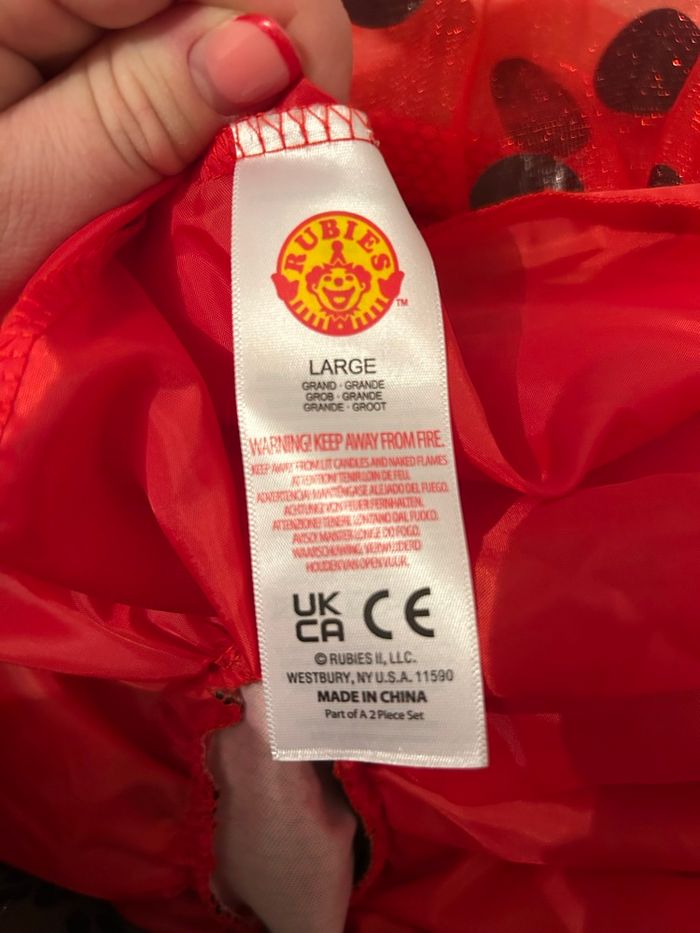 RUBIES
TM
LARGE
GRAND · GRANDE
GROB · GRANDE
GRANDE · GROOT
WARNING! KEEP AWAY FROM FIRE.
KEEP AWAY FROM LIT CANDLES AND NAKED FLAMES
ATTENTION! TENIR LOIN DE FEU.
ADVERTENCIA! MANTÉNGASE ALEJADO DEL FUEGO.
ACHTUNG! VON FEUER FERNHALTEN.
ATTENZIONE! TENERE LONTANO DAL FUOCO.
AVISO! MANTER LONGE DO FOGO.
WAARSCHUWING. VERWIJDERD
HOUDEN VAN OPEN VUUR.
UK
CA CE
© RUBIES II, LLC.
WESTBURY, NY U.S.A. 11590
MADE IN CHINA
Part of A 2 Piece Set